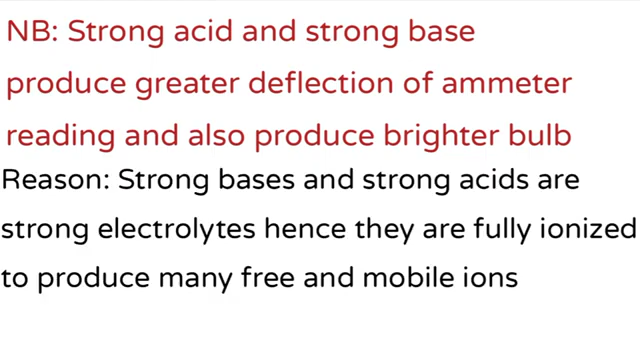 NB: Strong acid and strong base
produce greater deflection of ammeter
reading and also produce brighter bulb
Reason: Strong bases and strong acids are
strong electrolytes hence they are fully ionized
to produce many free and mobile ions